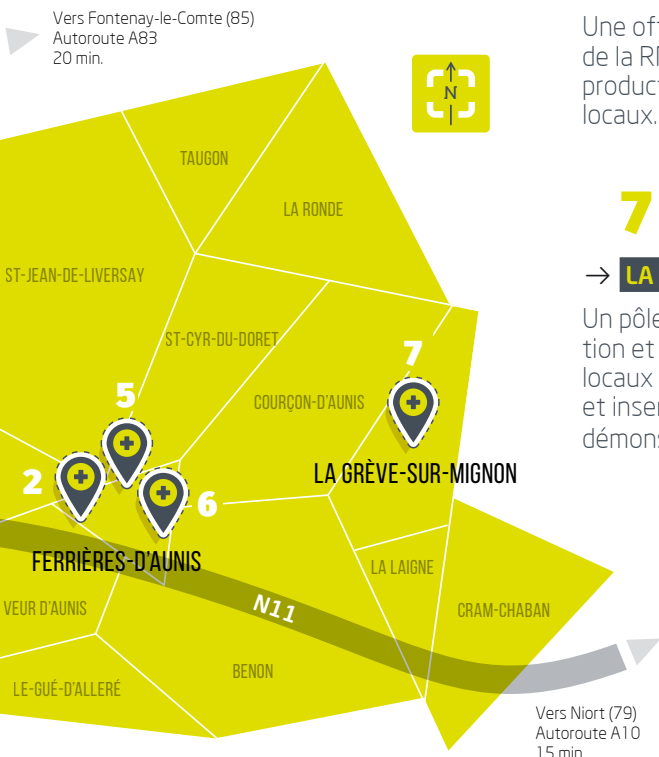 Vers Fontenay-le-Comte (85)
Autoroute A83
20 min.
N
TAUGON
LA RONDE
ST-JEAN-DE-LIVERSAY
ST-CYR-DU-DORET
COURÇON-D'AUNIS
7
LA GRÈVE-SUR-MIGNON
5
2
6
FERRIÈRES-D'AUNIS
LA LAIGNE
VEUR D'AUNIS
N11
CRAM-CHABAN
BENON
LE-GUÉ-D'ALLERÉ
Vers Niort (79)
Autoroute A10
15 min
Une of
de la R
product
locaux.
7
→ LA
Un pôle
tion et
locaux
et inser
démons